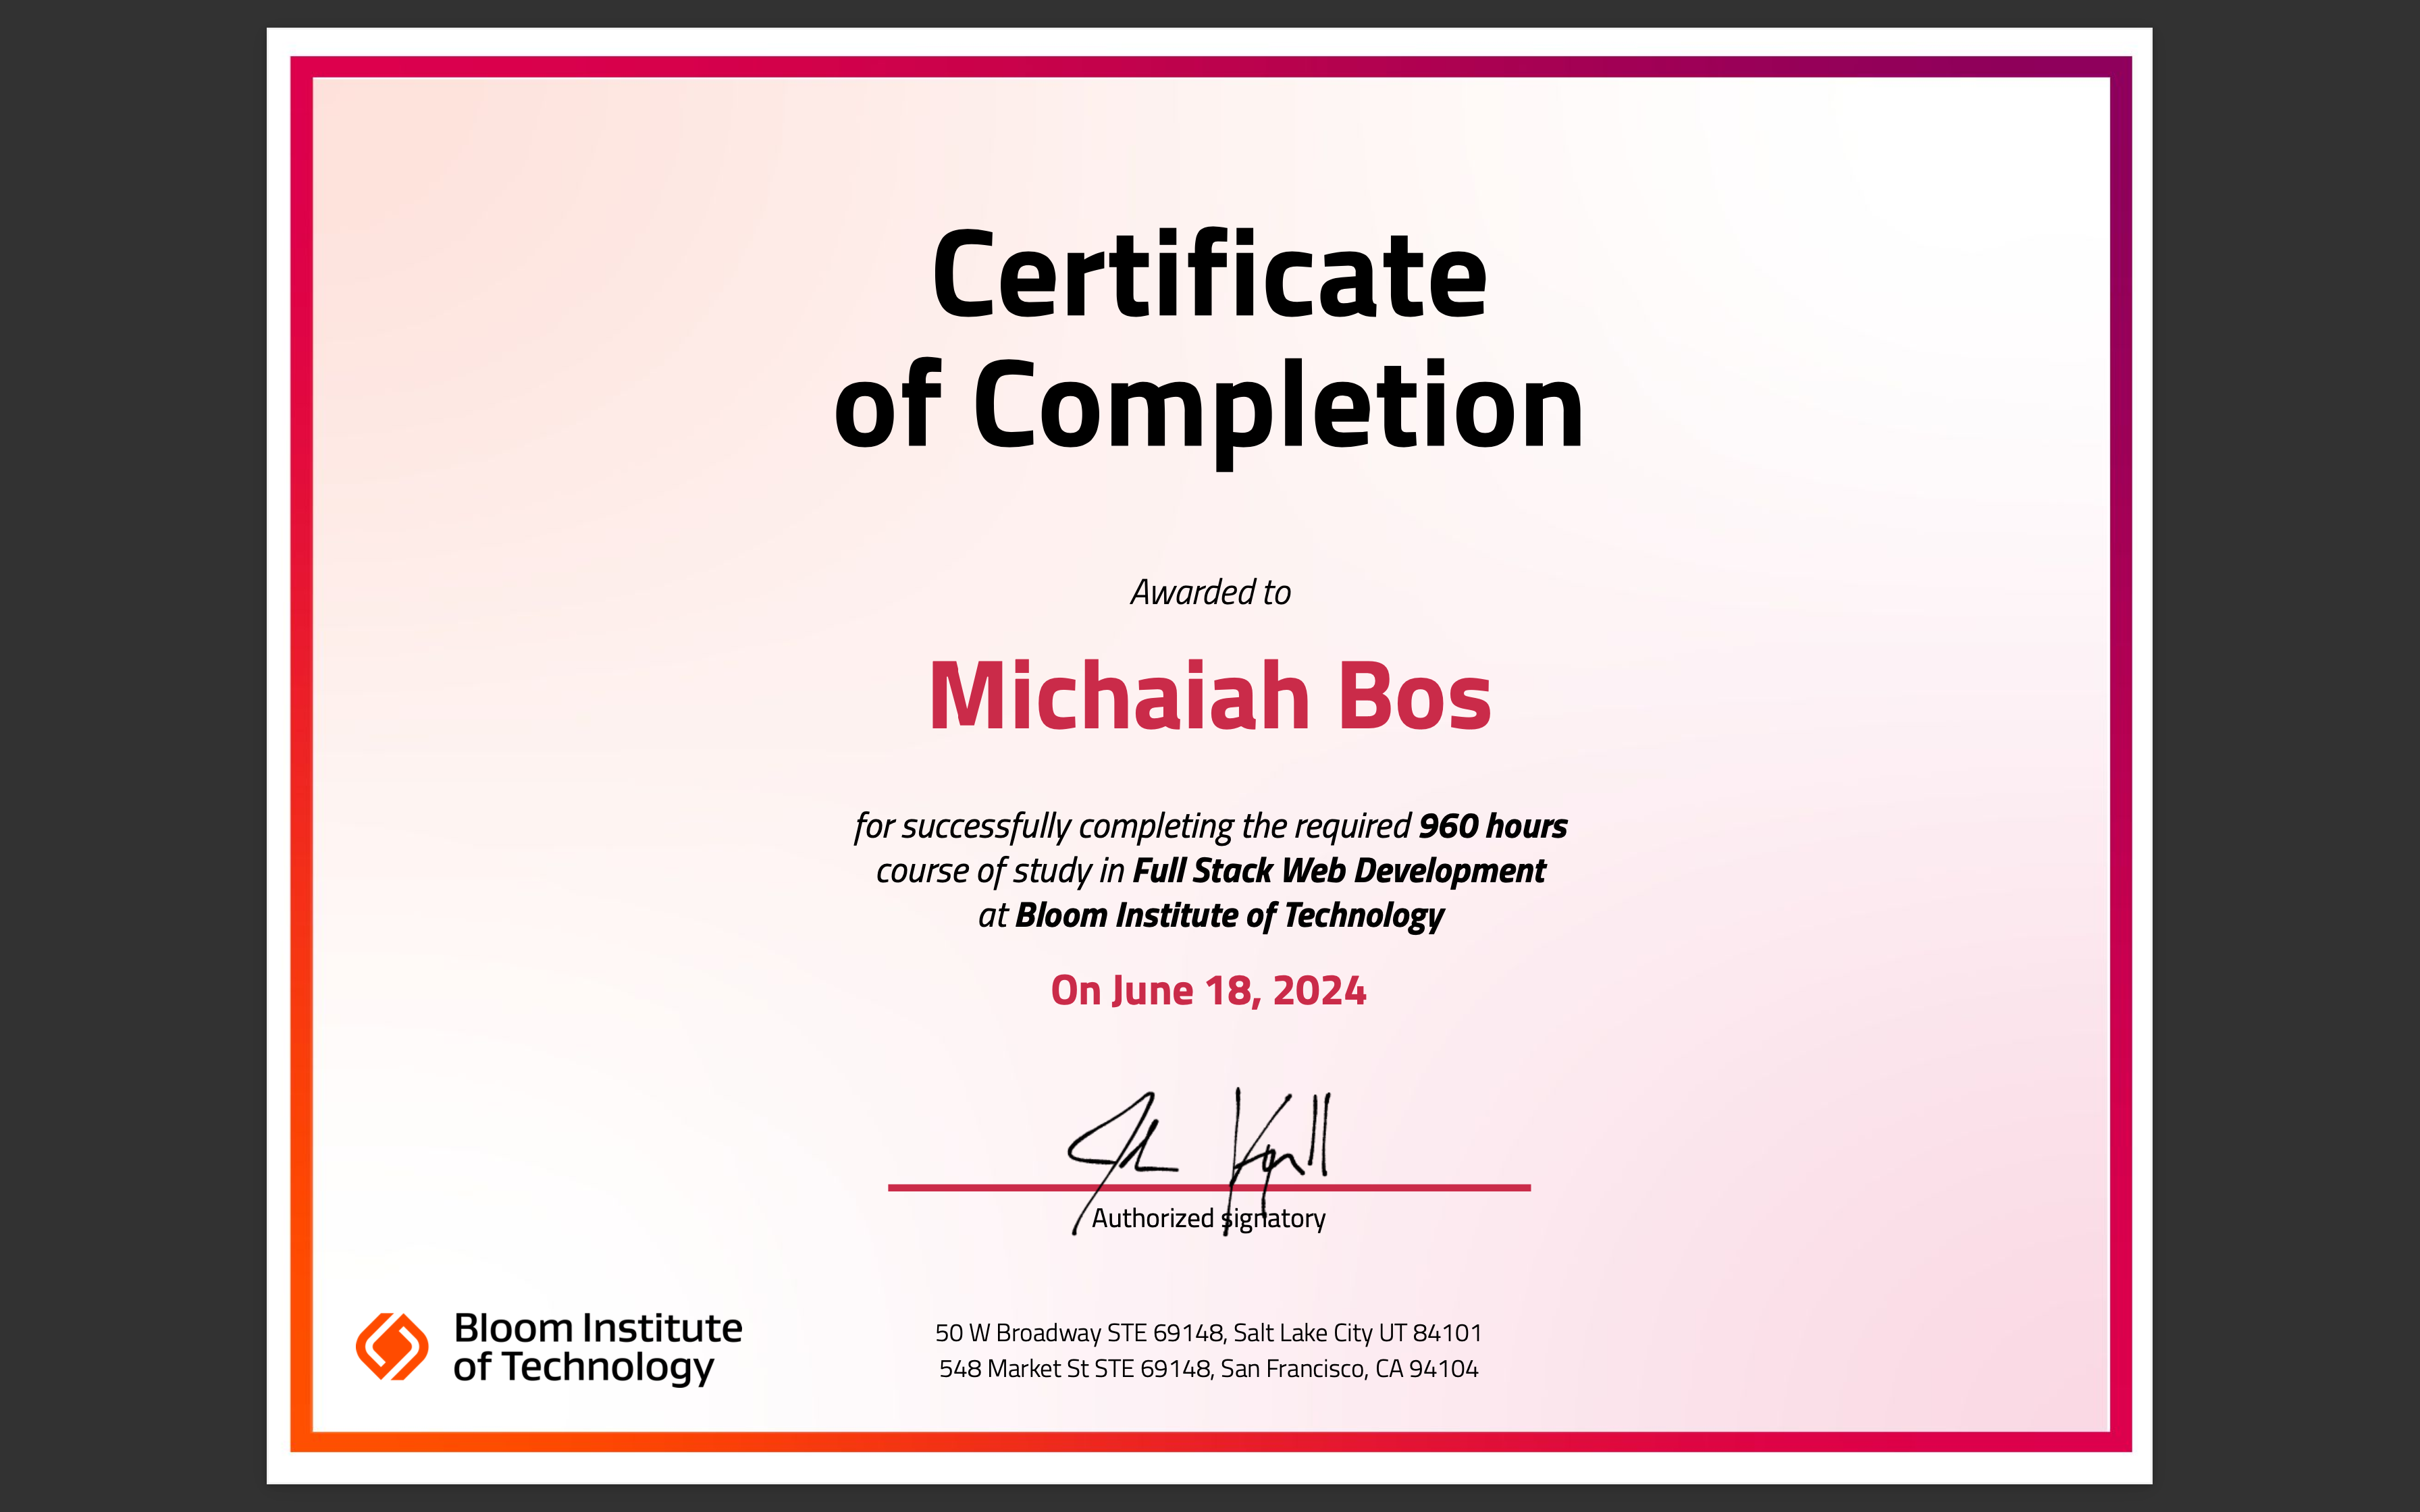 Certificate
of Completion
Awarded to
Michaiah Bos
for successfully completing the required 960 hours
course of study in Full Stack Web Development
at Bloom Institute of Technology
On June 18, 2024
Authorized signatory
Bloom Institute
of Technology
50 W Broadway STE 69148, Salt Lake City UT 84101
548 Market St STE 69148, San Francisco, CA 94104